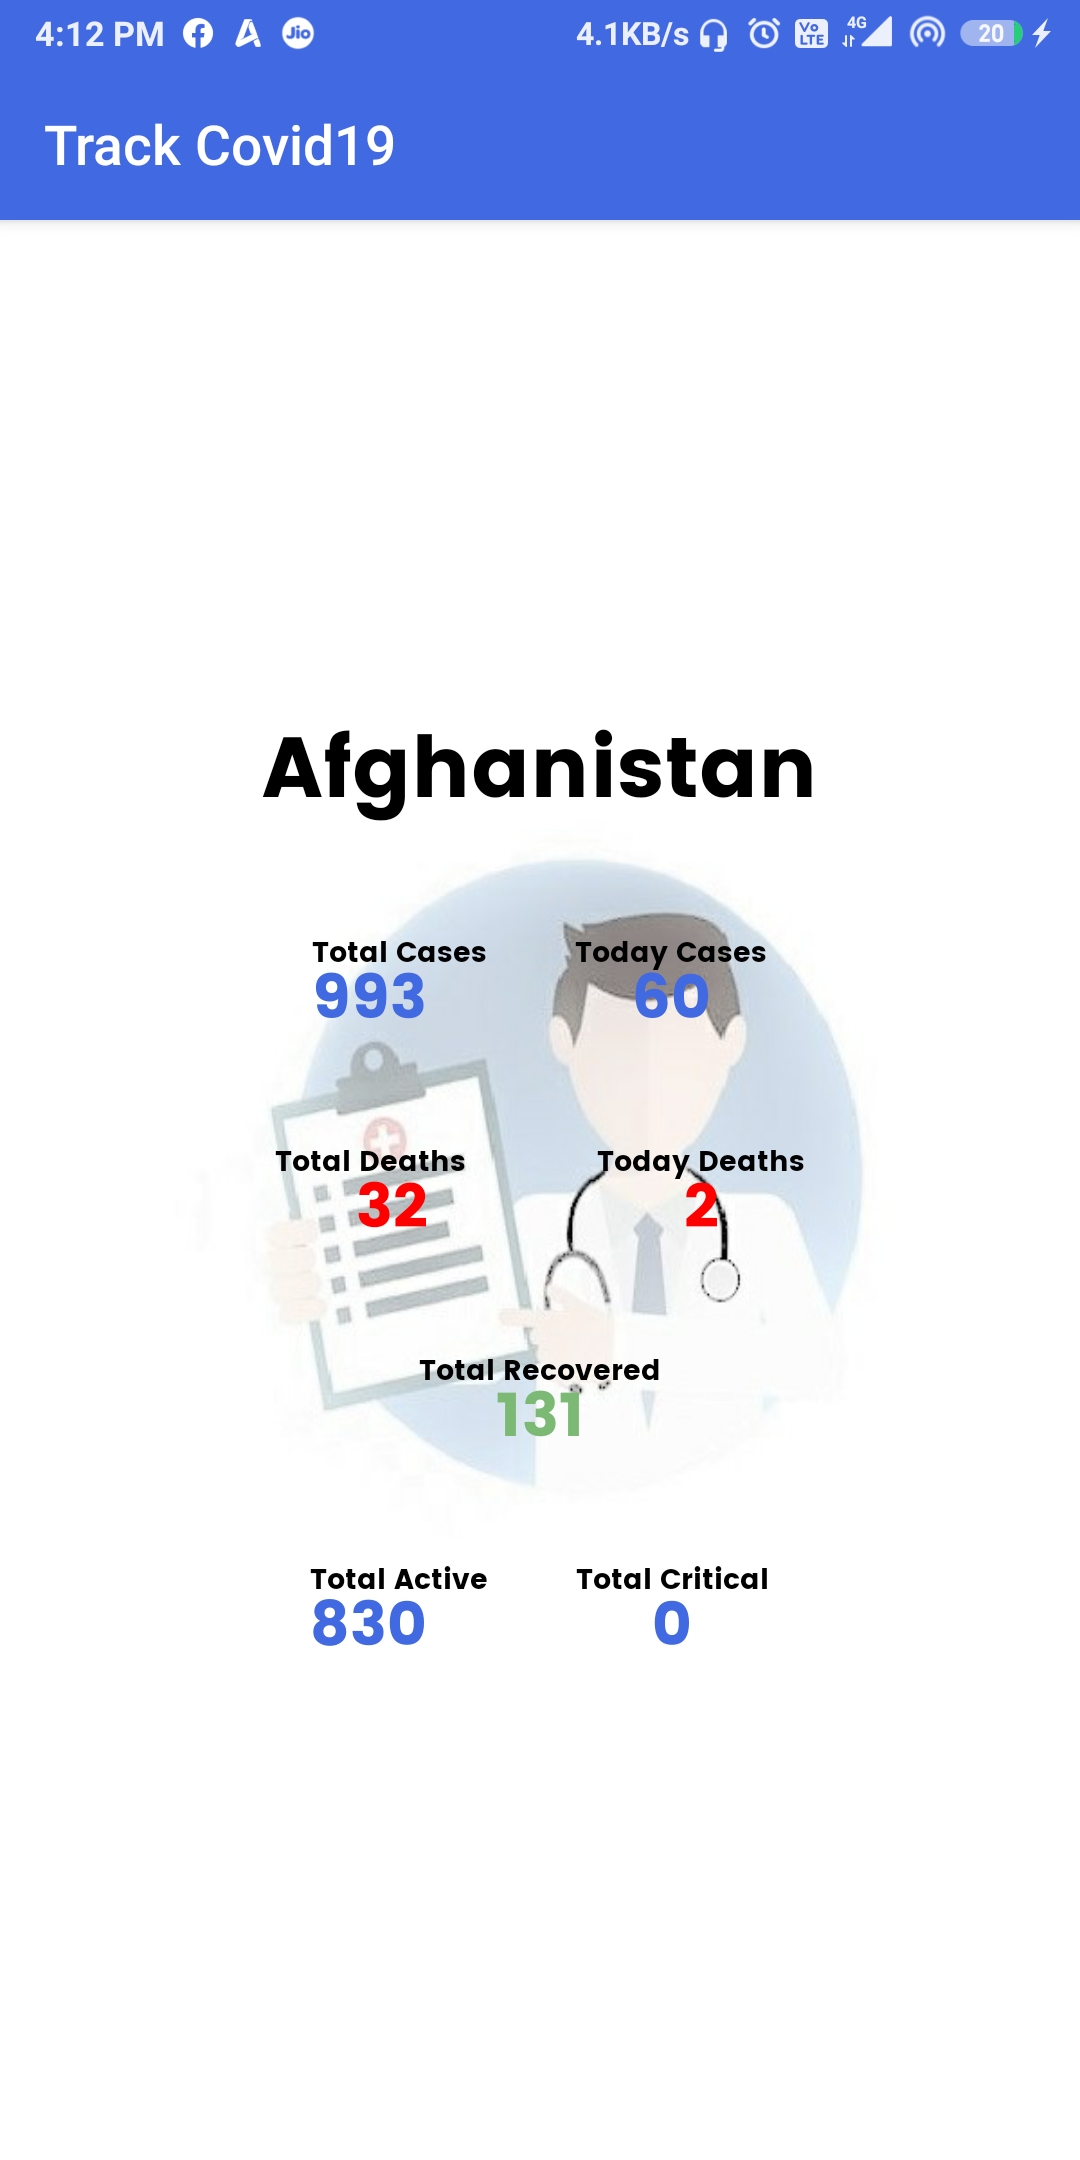 4:12 PM Jio 4.1KB/s Vo LTE 4G 20
Track Covid19
Afghanistan
Total Cases Today Cases
993 60
Total Deaths Today Deaths
32 2
Total Recovered
131
Total Active Total Critical
830 0